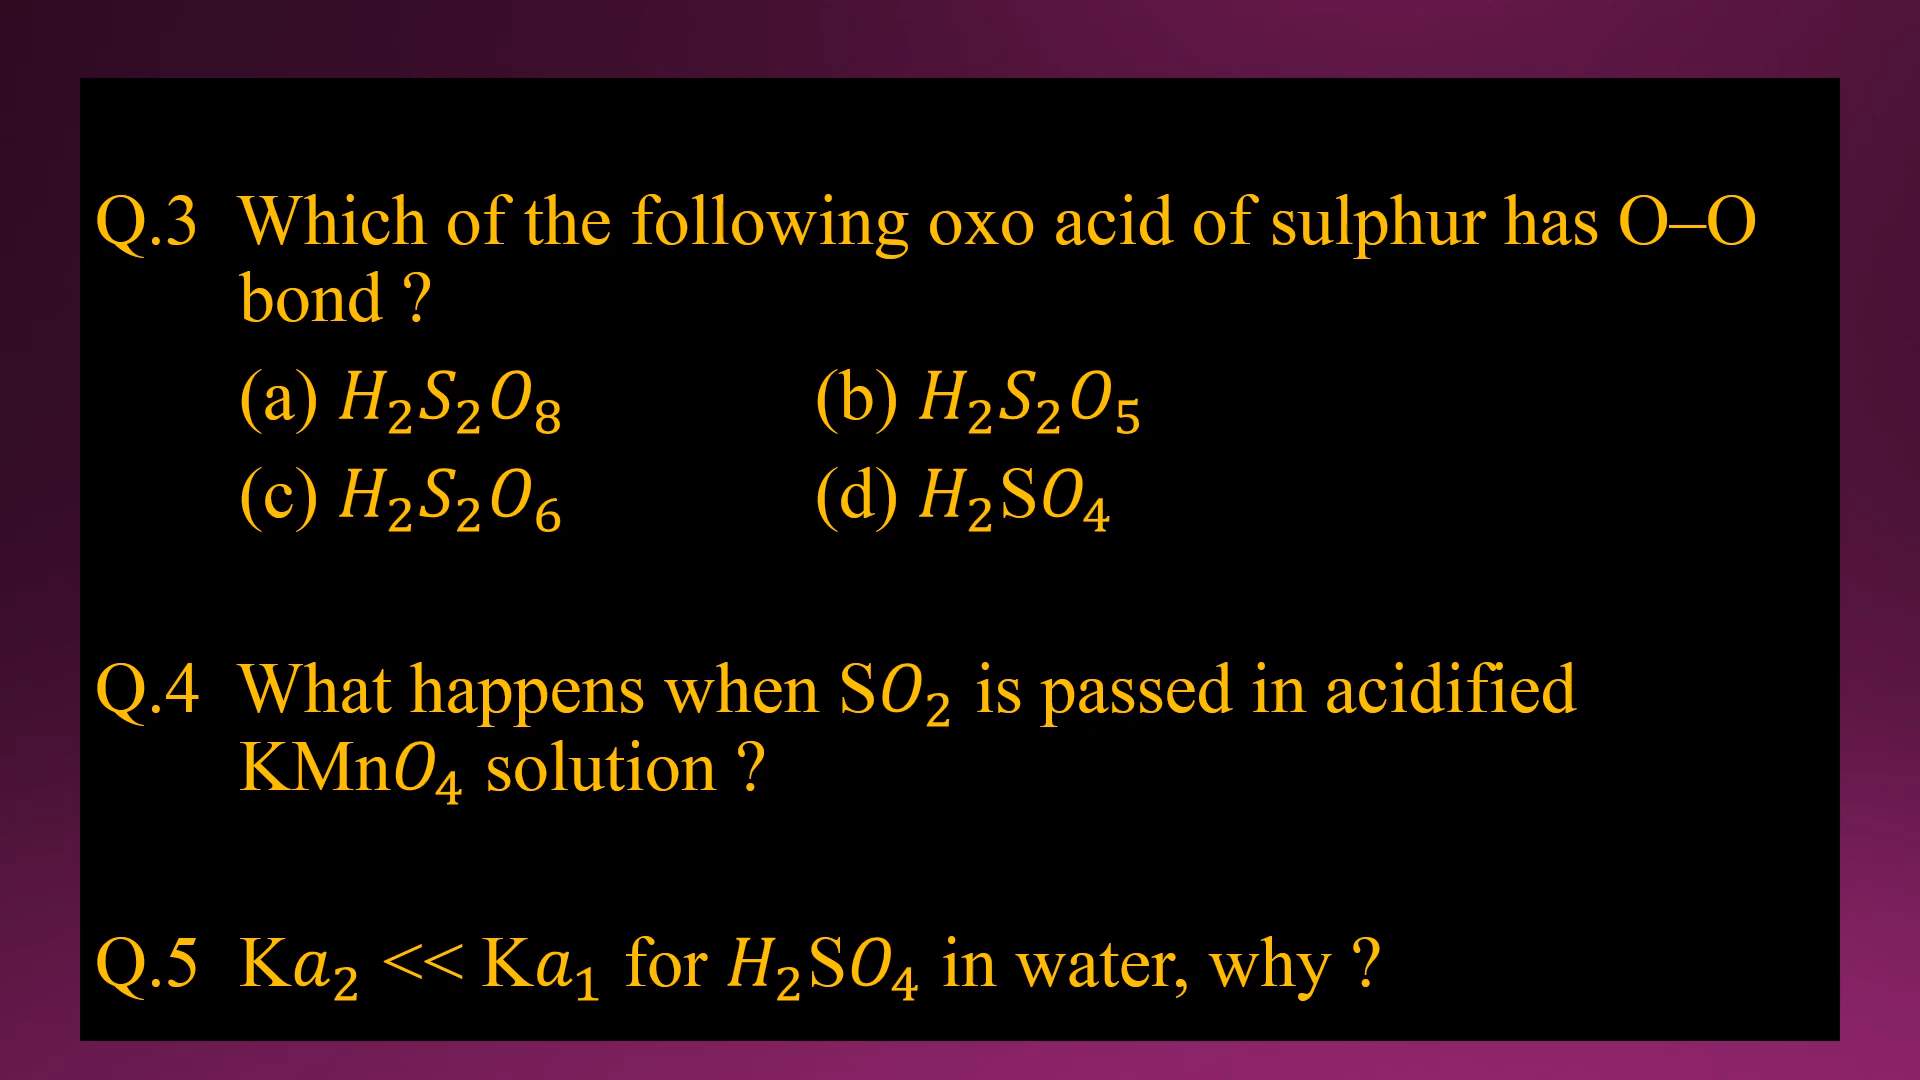 Q.3 Which of the following oxo acid of sulphur has O–O
bond ?
(a) H₂S₂O₈ (b) H₂S₂O₅
(c) H₂S₂O₆ (d) H₂SO₄
Q.4 What happens when SO₂ is passed in acidified
KMnO₄ solution ?
Q.5 Ka₂ << Ka₁ for H₂SO₄ in water, why ?